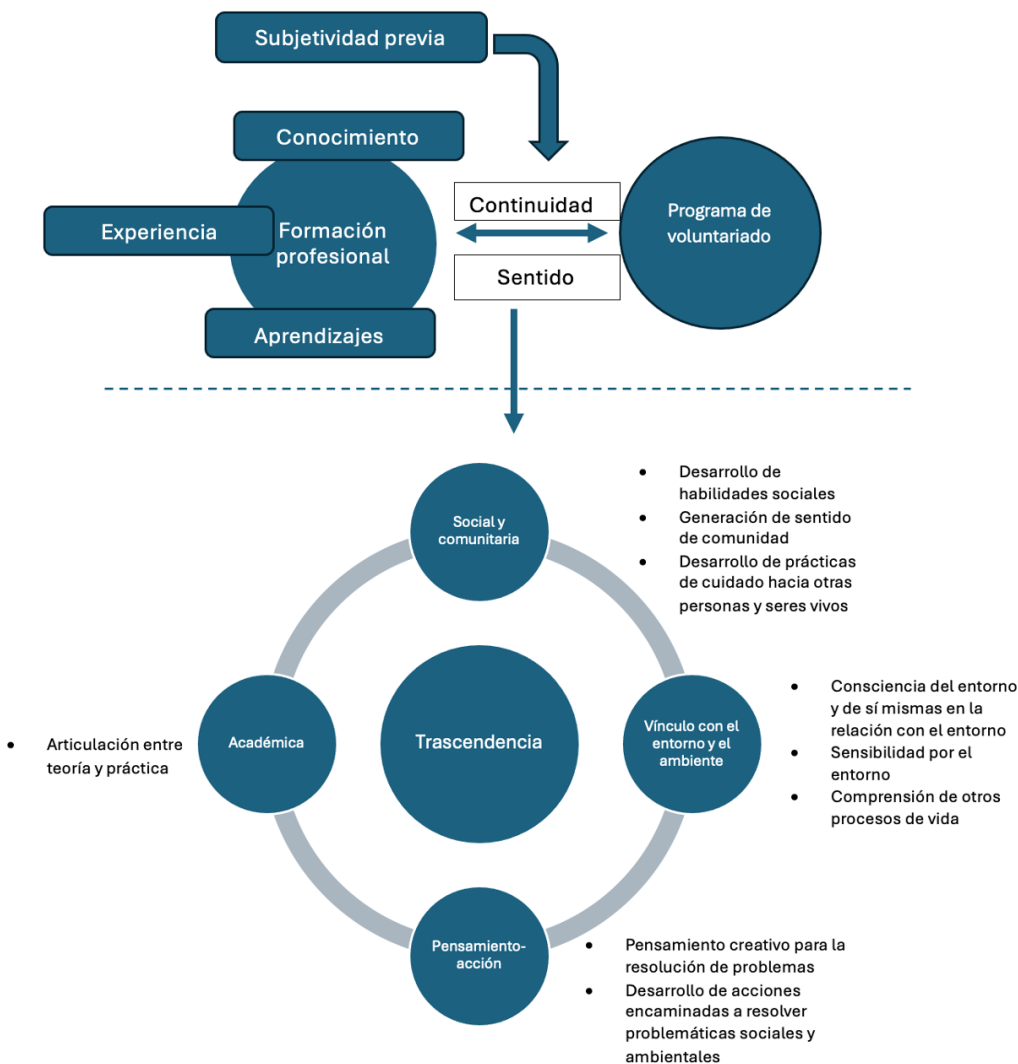 Subjetividad previa
Conocimiento
Experiencia
Formación
profesional
Aprendizajes
Continuidad
Sentido
Programa de
voluntariado
Social y
comunitaria
• Desarrollo de
habilidades sociales
• Generación de sentido
de comunidad
• Desarrollo de prácticas
de cuidado hacia otras
personas y seres vivos
• Articulación entre
teoría y práctica
Académica
Trascendencia
Vínculo con el
entorno y el
ambiente
• Consciencia del entorno
y de sí mismas en la
relación con el entorno
• Sensibilidad por el
entorno
• Comprensión de otros
procesos de vida
Pensamiento-
acción
• Pensamiento creativo para la
resolución de problemas
• Desarrollo de acciones
encaminadas a resolver
problemáticas sociales y
ambientales